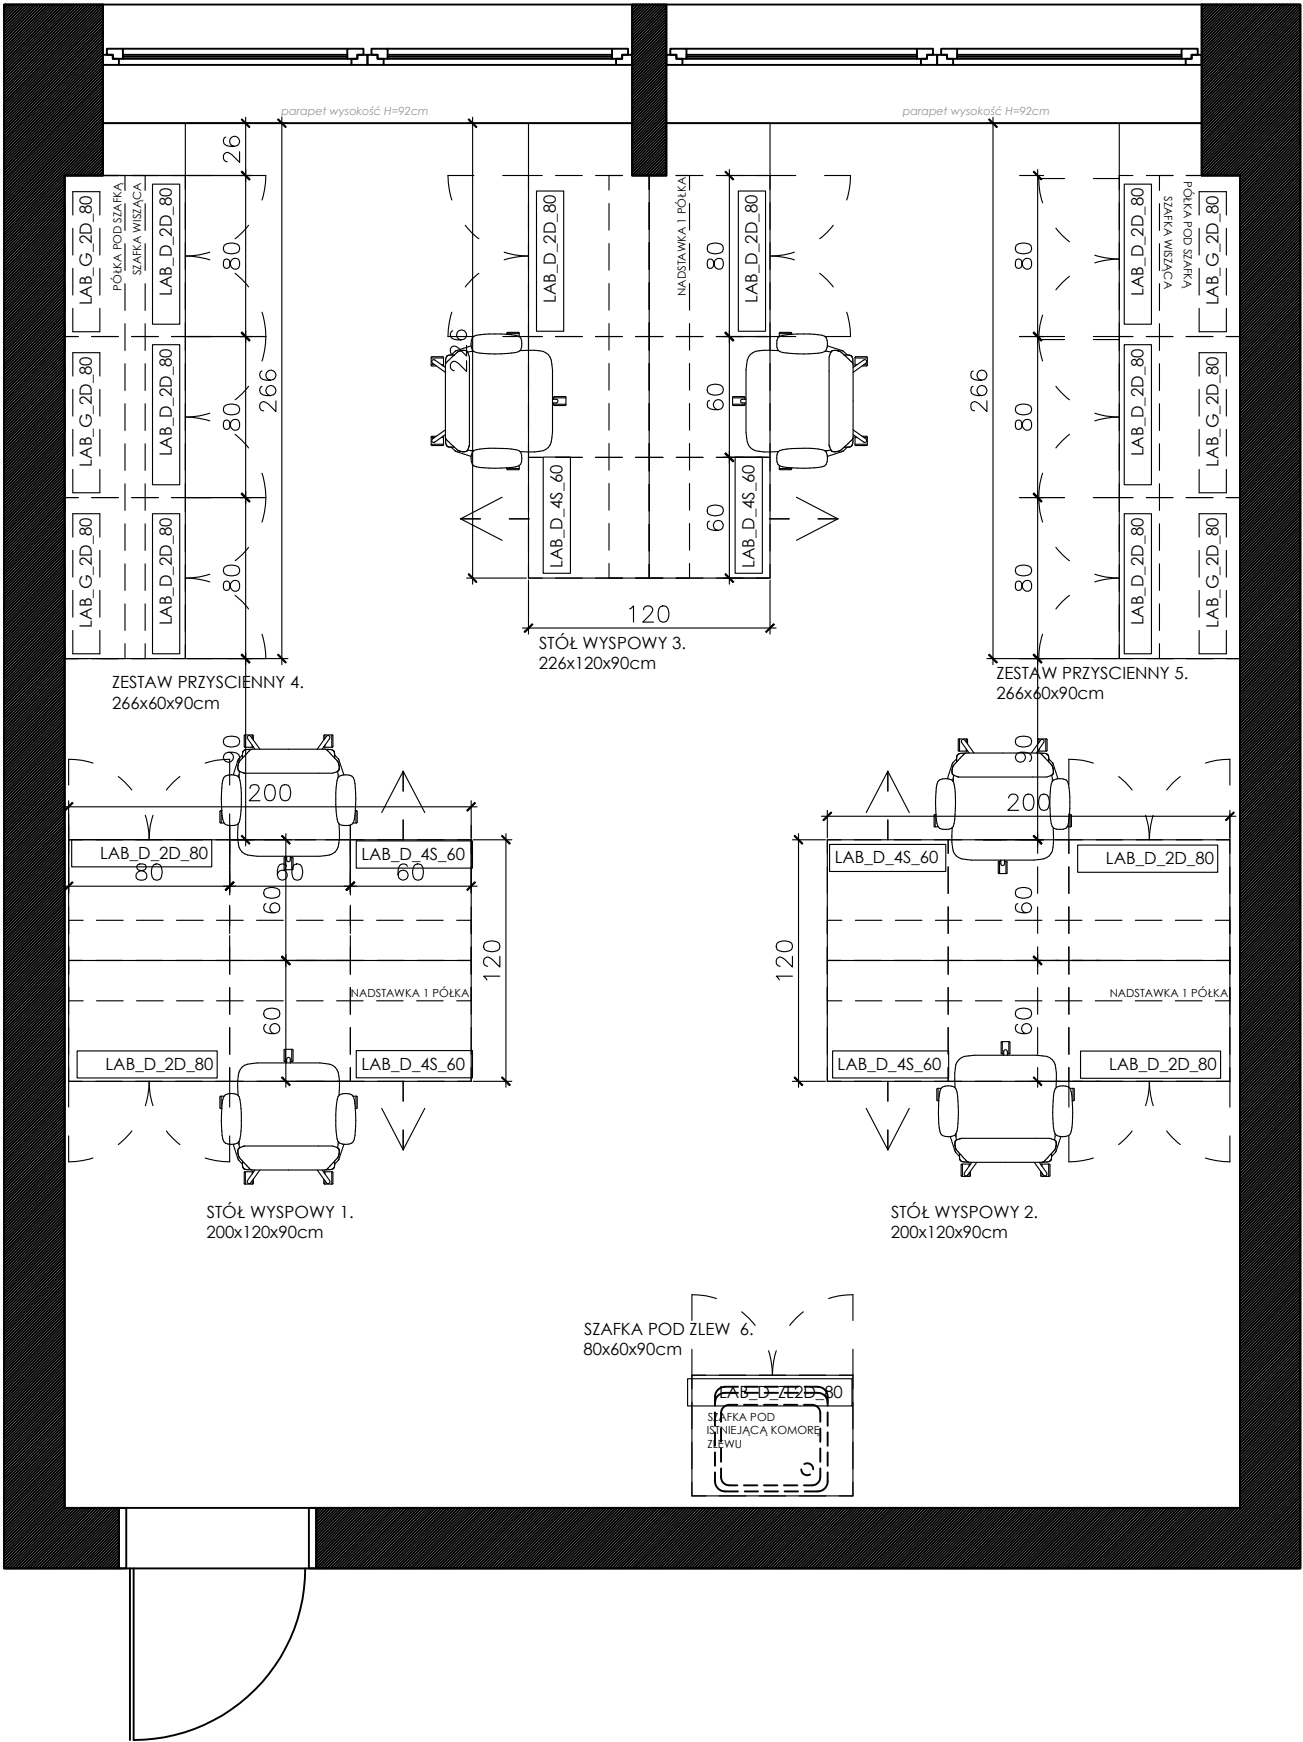 parapet wysokość H=92cm
parapet wysokość H=92cm
26
LAB_G_2D_80
PÓŁKA POD SZAFKĄ
SZAFKA WISZĄCA
LAB_D_2D_80
80
LAB_D_2D_80
NADSTAWKA 1 PÓŁKA
80
LAB_D_2D_80
80
LAB_D_2D_80
SZAFKA WISZĄCA
PÓŁKA POD SZAFKĄ
LAB_G_2D_80
226
LAB_G_2D_80
LAB_D_2D_80
80
266
60
266
80
LAB_D_2D_80
LAB_G_2D_80
LAB_G_2D_80
LAB_D_2D_80
80
LAB_D_4S_60
60
LAB_D_4S_60
80
LAB_D_2D_80
LAB_G_2D_80
120
STÓŁ WYSPOWY 3.
226x120x90cm
ZESTAW PRZYSCIENNY 4.
266x60x90cm
ZESTAW PRZYSCIENNY 5.
266x60x90cm
90
200
90
200
LAB_D_2D_80
LAB_D_4S_60
80
60
60
LAB_D_4S_60
LAB_D_2D_80
60
120
NADSTAWKA 1 PÓŁKA
60
LAB_D_2D_80
LAB_D_4S_60
60
120
NADSTAWKA 1 PÓŁKA
60
LAB_D_4S_60
LAB_D_2D_80
STÓŁ WYSPOWY 1.
200x120x90cm
STÓŁ WYSPOWY 2.
200x120x90cm
SZAFKA POD ZLEW 6.
80x60x90cm
LAB_D_ZL2D_80
SZAFKA POD
ISTNIEJĄCĄ KOMORĘ
ZLEWU